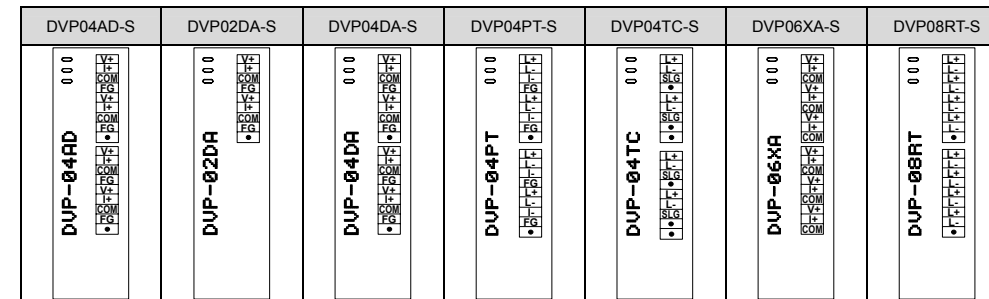 DVP04AD-S DVP02DA-S DVP04DA-S DVP04PT-S DVP04TC-S DVP06XA-S DVP08RT-S
DVP-04AD
V+
I+
COM
FG
V+
I+
COM
FG
●
V+
I+
COM
FG
V+
I+
COM
FG
●
DVP-02DA
V+
I+
COM
FG
V+
I+
COM
FG
●
DVP-04DA
V+
I+
COM
FG
V+
I+
COM
FG
●
V+
I+
COM
FG
V+
I+
COM
FG
●
DVP-04PT
L+
L-
I-
FG
L+
L-
I-
FG
●
L+
L-
I-
FG
L+
L-
I-
FG
●
DVP-04TC
L+
L-
SLG
●
L+
L-
SLG
●
●
L+
L-
SLG
●
L+
L-
SLG
●
●
DVP-06XA
V+
I+
COM
V+
I+
COM
V+
I+
COM
V+
I+
COM
V+
I+
COM
V+
I+
COM
DVP-08RT
L+
L-
L+
L-
L+
L-
L+
L-
●
L+
L-
L+
L-
L+
L-
L+
L-
●